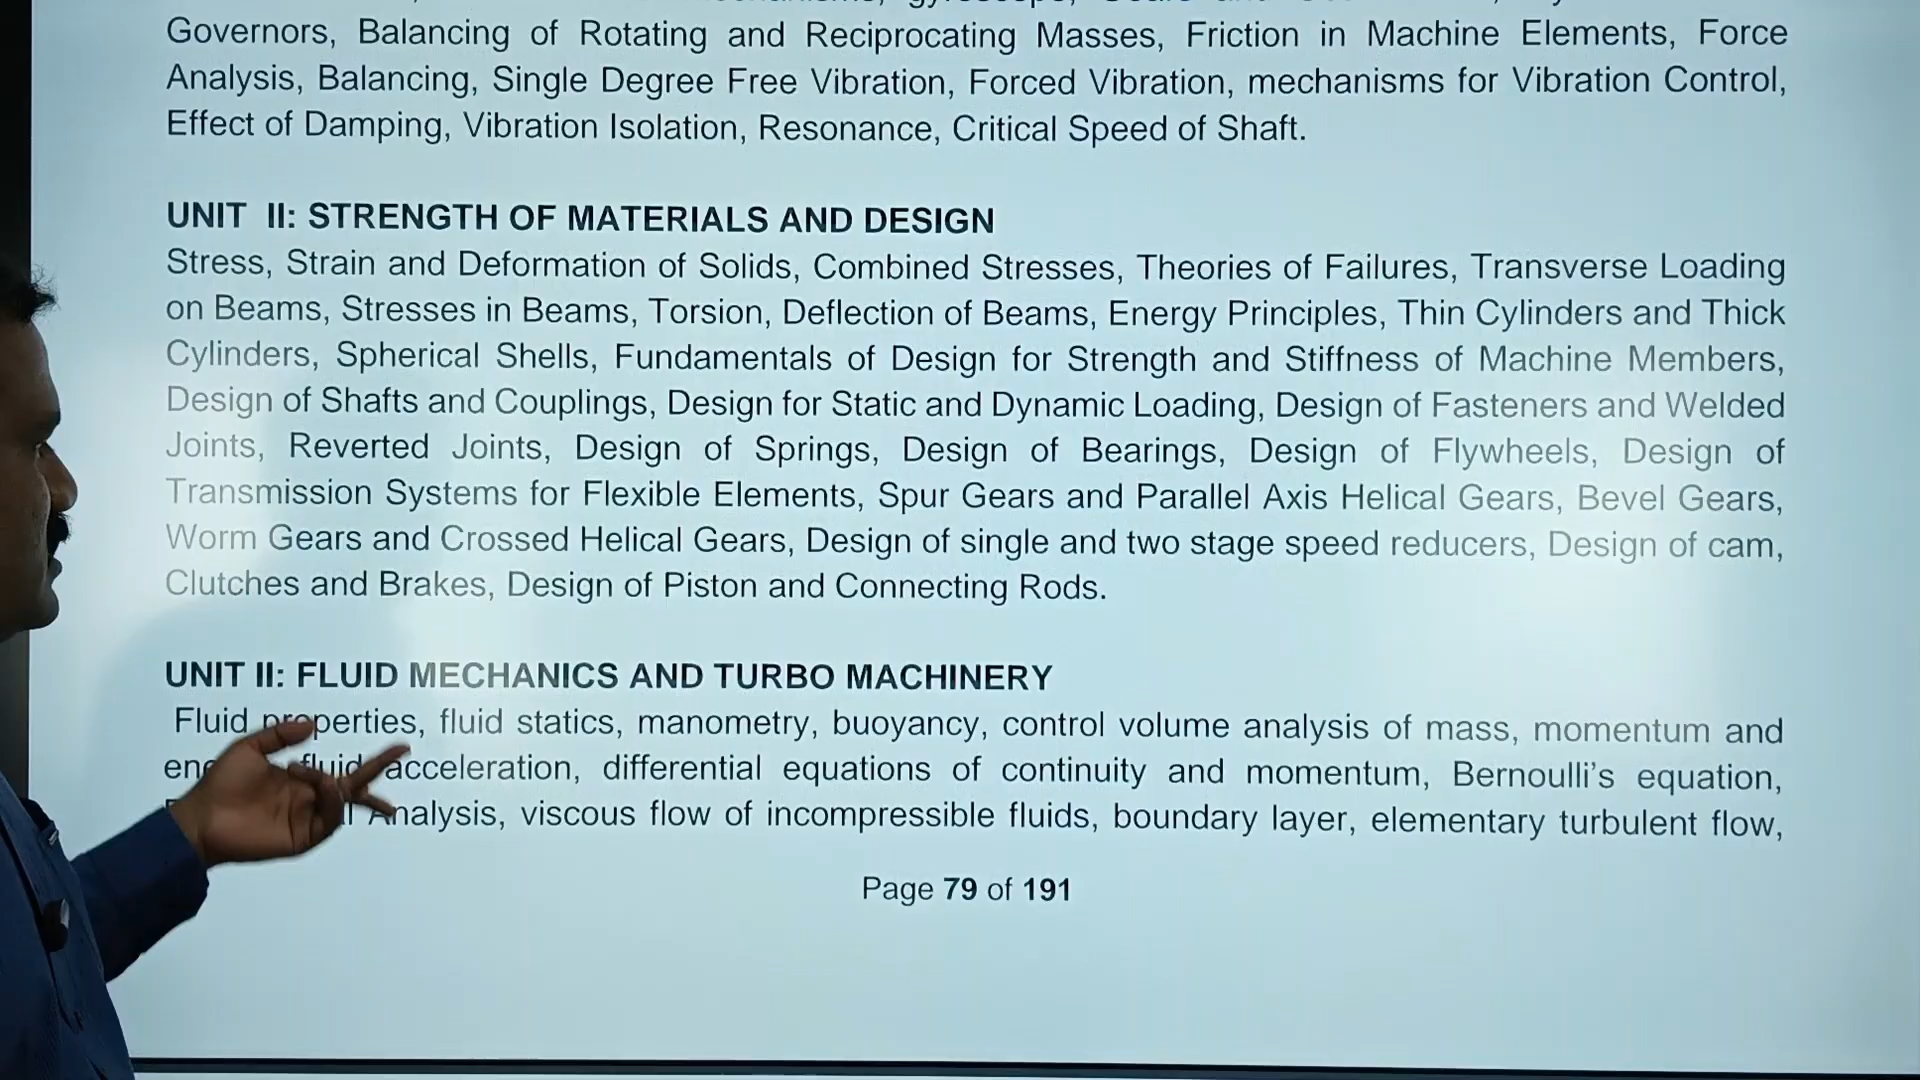 Governors, Balancing of Rotating and Reciprocating Masses, Friction in Machine Elements, Force
Analysis, Balancing, Single Degree Free Vibration, Forced Vibration, mechanisms for Vibration Control,
Effect of Damping, Vibration Isolation, Resonance, Critical Speed of Shaft.
UNIT II: STRENGTH OF MATERIALS AND DESIGN
Stress, Strain and Deformation of Solids, Combined Stresses, Theories of Failures, Transverse Loading
on Beams, Stresses in Beams, Torsion, Deflection of Beams, Energy Principles, Thin Cylinders and Thick
Cylinders, Spherical Shells, Fundamentals of Design for Strength and Stiffness of Machine Members,
Design of Shafts and Couplings, Design for Static and Dynamic Loading, Design of Fasteners and Welded
Joints, Reverted Joints, Design of Springs, Design of Bearings, Design of Flywheels, Design of
Transmission Systems for Flexible Elements, Spur Gears and Parallel Axis Helical Gears, Bevel Gears,
Worm Gears and Crossed Helical Gears, Design of single and two stage speed reducers, Design of cam,
Clutches and Brakes, Design of Piston and Connecting Rods.
UNIT II: FLUID MECHANICS AND TURBO MACHINERY
Fluid properties, fluid statics, manometry, buoyancy, control volume analysis of mass, momentum and
fluid acceleration, differential equations of continuity and momentum, Bernoulli's equation,
Analysis, viscous flow of incompressible fluids, boundary layer, elementary turbulent flow,
Page 79 of 191